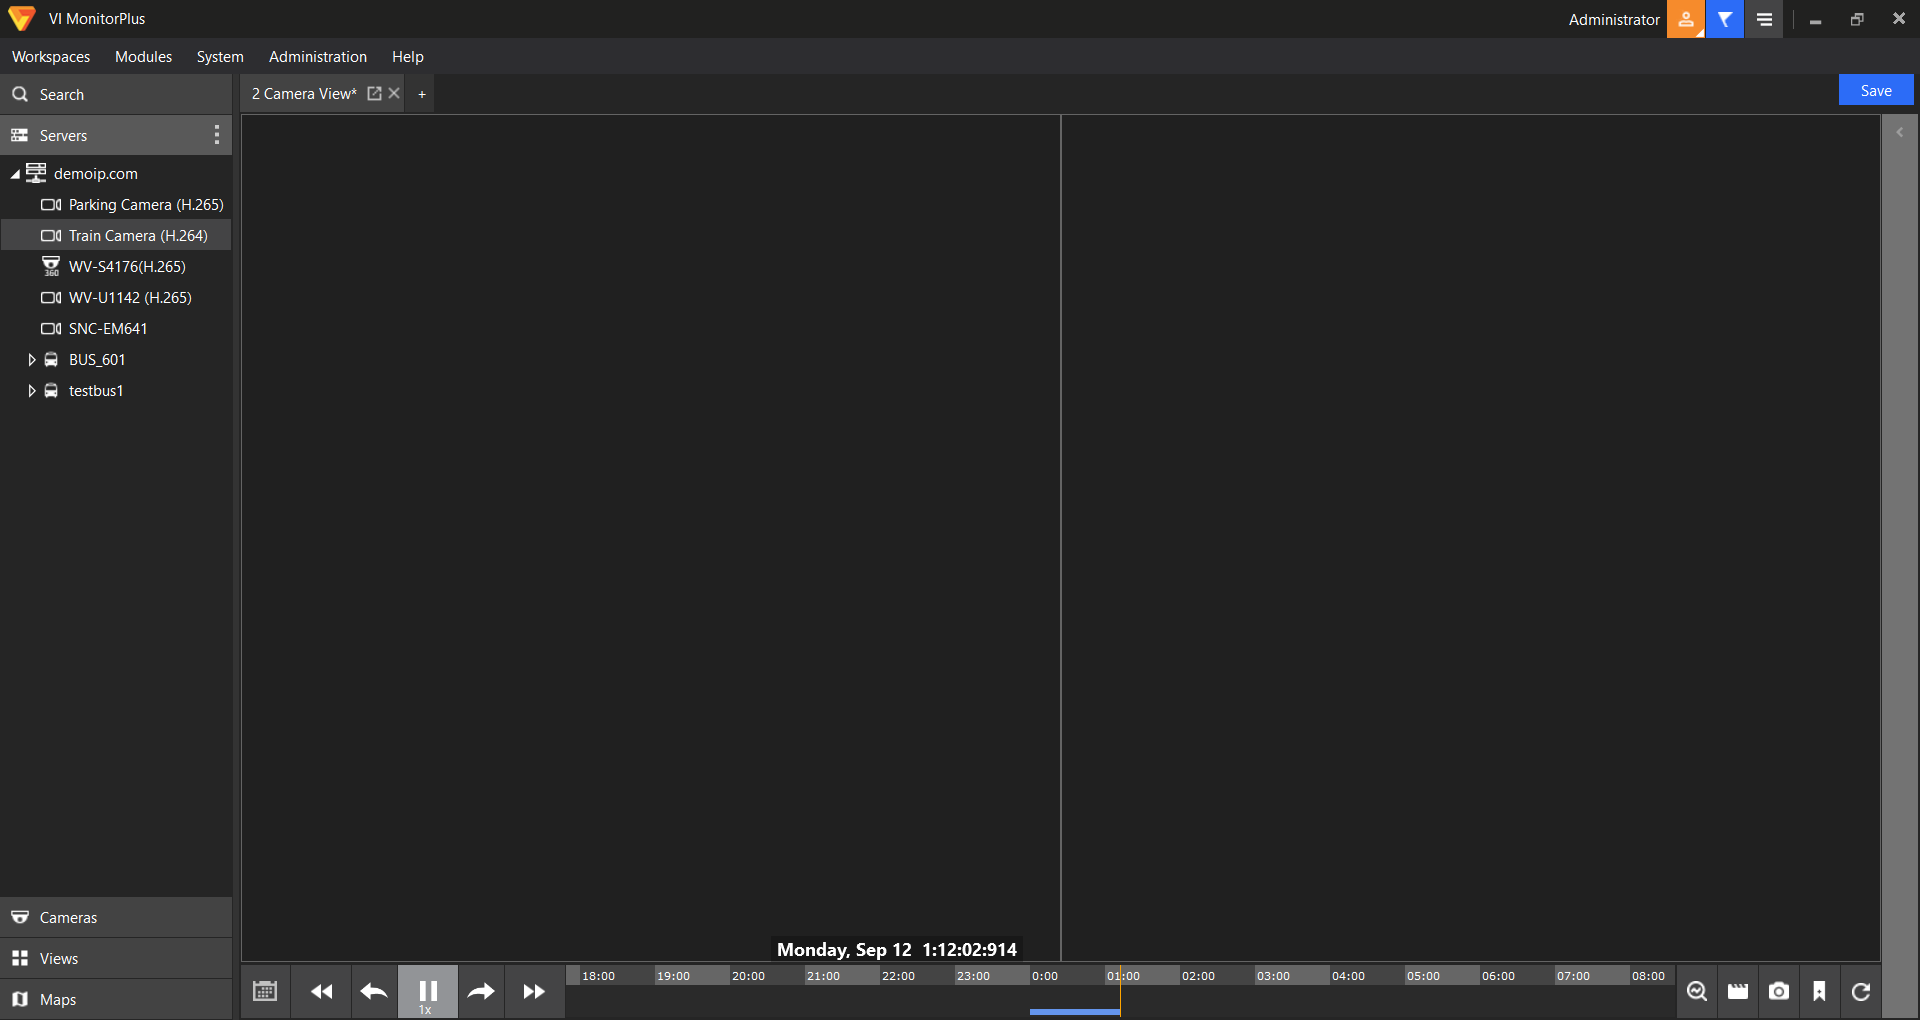 VI MonitorPlus
Administrator
Workspaces Modules System Administration Help
Search
2 Camera View* +
Save
Servers
demoip.com
Parking Camera (H.265)
Train Camera (H.264)
WV-S4176(H.265)
360
WV-U1142 (H.265)
SNC-EM641
BUS_601
testbus1
Cameras
Views
Maps
Monday, Sep 12 1:12:02:914
1x
18:00 19:00 20:00 21:00 22:00 23:00 0:00 01:00 02:00 03:00 04:00 05:00 06:00 07:00 08:00